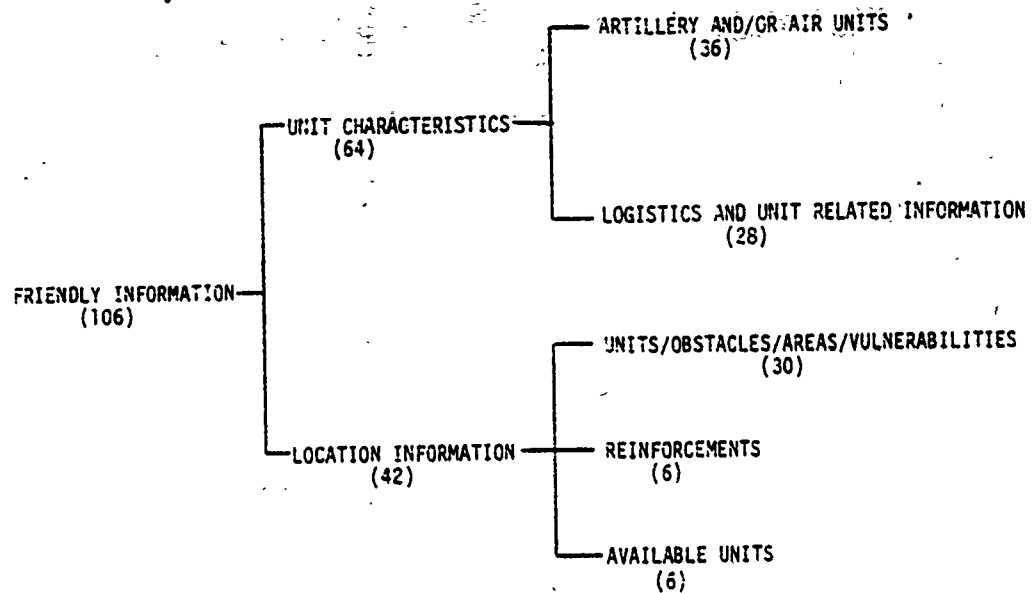 ARTILLERY AND/OR AIR UNITS
(36)
UNIT CHARACTERISTICS
(64)
LOGISTICS AND UNIT RELATED INFORMATION
(28)
FRIENDLY INFORMATION
(106)
UNITS/OBSTACLES/AREAS/VULNERABILITIES
(30)
LOCATION INFORMATION
(42)
REINFORCEMENTS
(6)
AVAILABLE UNITS
(6)